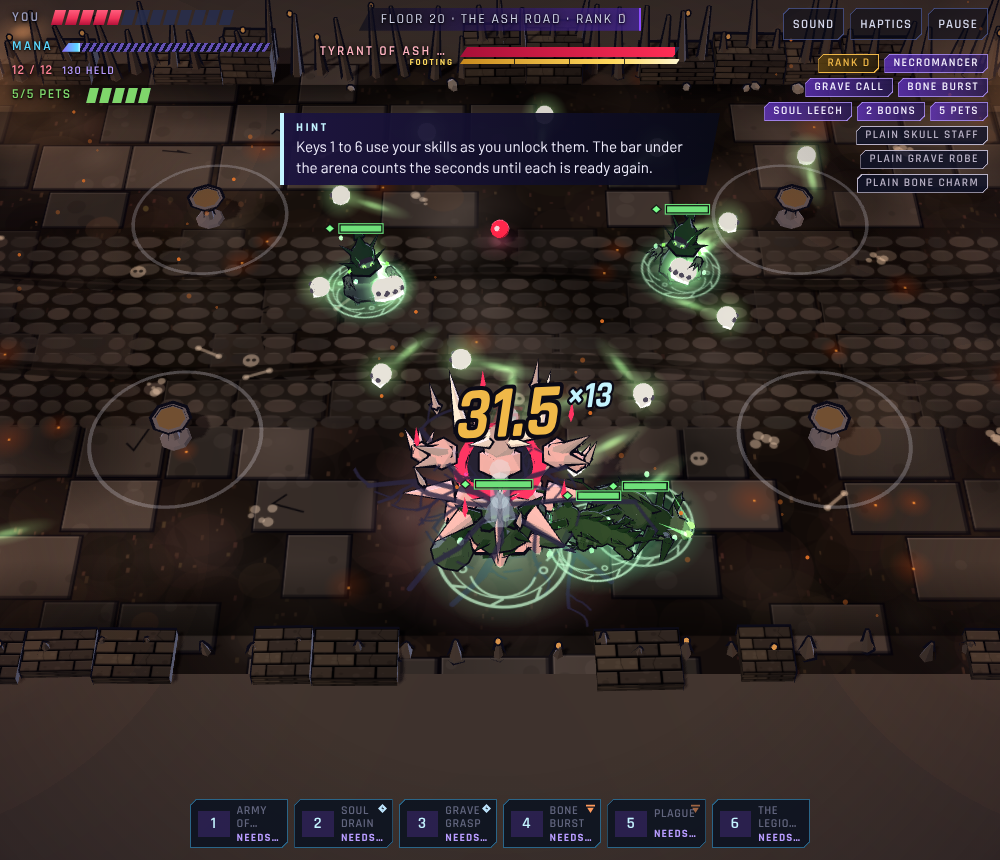 YOU
FLOOR 20 · THE ASH ROAD · RANK D
SOUND
HAPTICS
PAUSE
MANA
TYRANT OF ASH …
FOOTING
12 / 12 130 HELD
RANK D
NECROMANCER
5/5 PETS
GRAVE CALL
BONE BURST
SOUL LEECH
2 BOONS
5 PETS
PLAIN SKULL STAFF
PLAIN GRAVE ROBE
PLAIN BONE CHARM
HINT
Keys 1 to 6 use your skills as you unlock them. The bar under
the arena counts the seconds until each is ready again.
31.5 ×13
1 ARMY OF… NEEDS…
2 SOUL DRAIN NEEDS…
3 GRAVE GRASP NEEDS…
4 BONE BURST NEEDS…
5 PLAGUE NEEDS…
6 THE LEGIO… NEEDS…